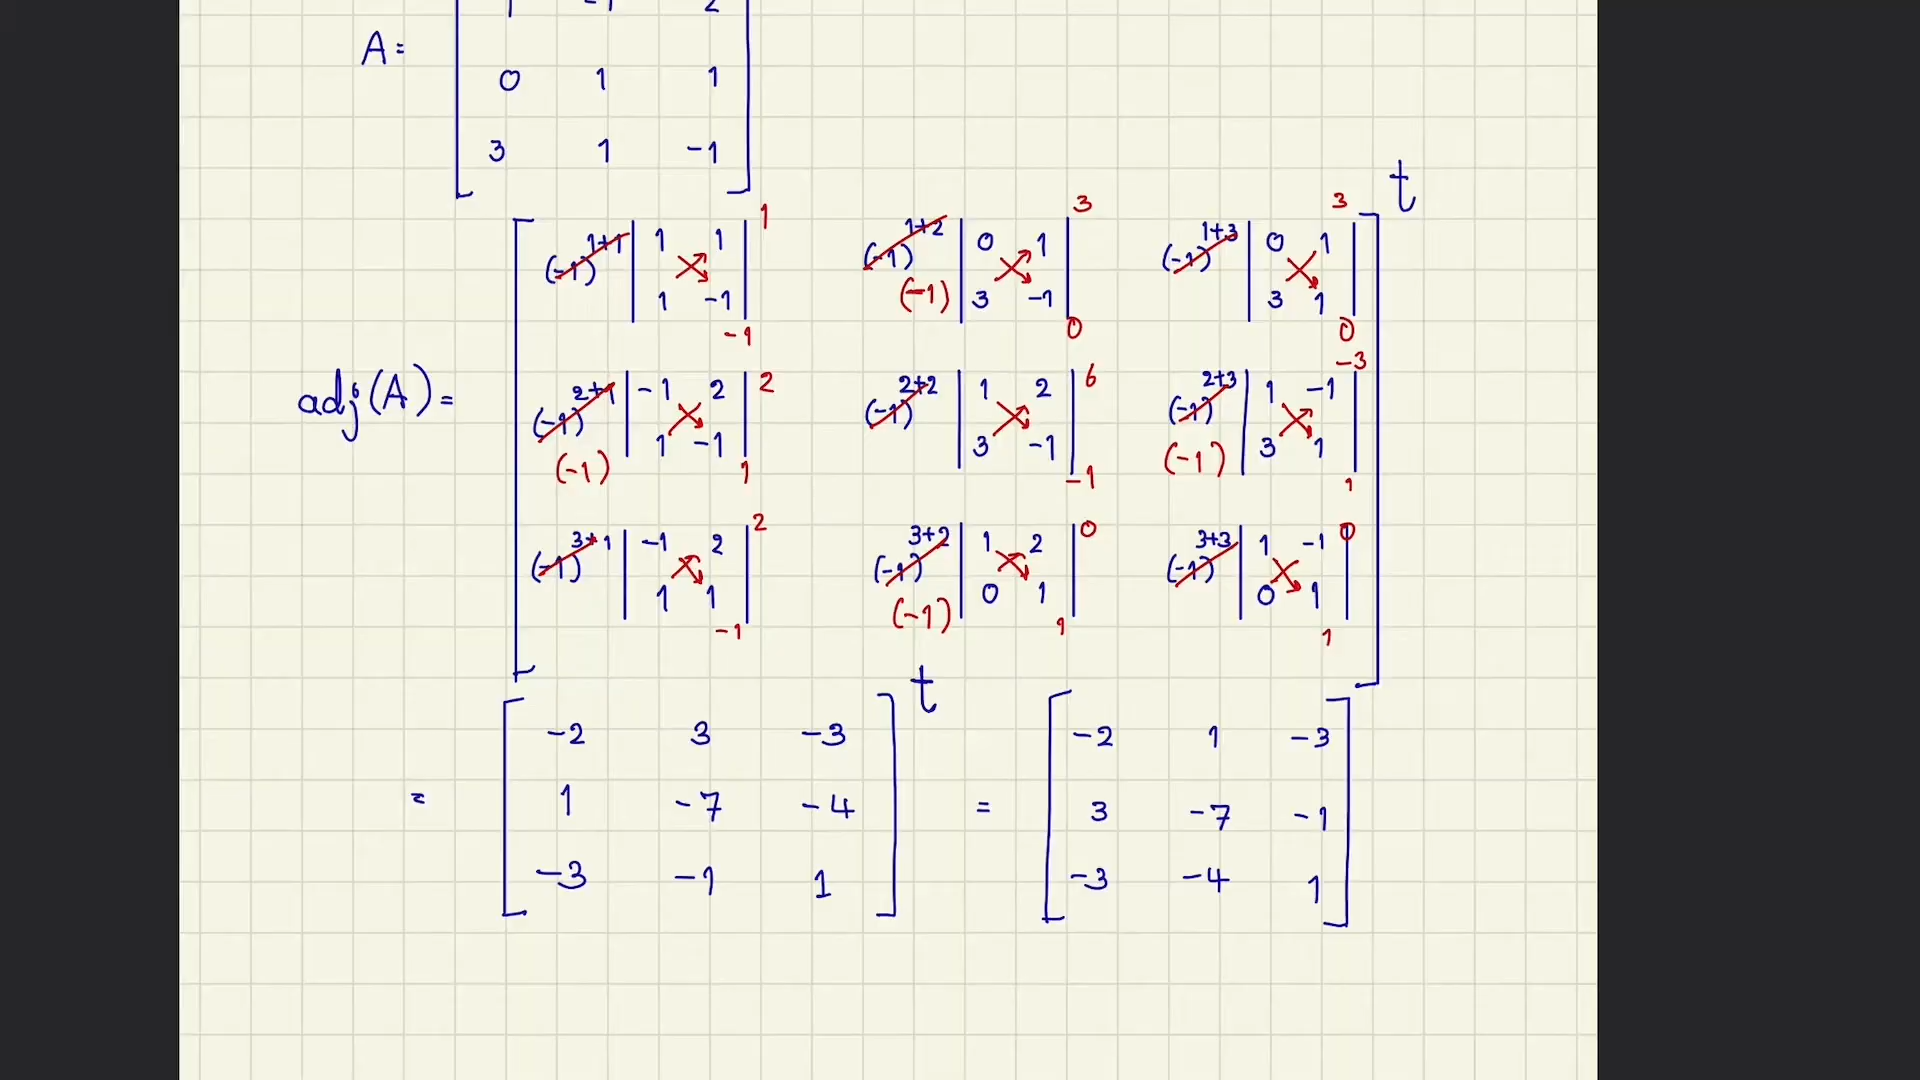 1 -1 2
A=
0 1 1
3 1 -1
t
1 3 3
(-1)^{1+1} | 1 1 | (-1)^{1+2} | 0 1 | (-1)^{1+3} | 0 1 |
| 1 -1 | (-1) | 3 -1 | | 3 1 |
-1 0 0
adj(A)=
2 6 -3
(-1)^{2+1} | -1 2 | (-1)^{2+2} | 1 2 | (-1)^{2+3} | 1 -1 |
(-1) | 1 -1 | | 3 -1 | (-1) | 3 1 |
1 -1 1
2 0 0
(-1)^{3+1} | -1 2 | (-1)^{3+2} | 1 2 | (-1)^{3+3} | 1 -1 |
| 1 1 | (-1) | 0 1 | | 0 1 |
-1 1 1
t
-2 3 -3 -2 1 -3
= 1 -7 -4 = 3 -7 -1
-3 -1 1 -3 -4 1